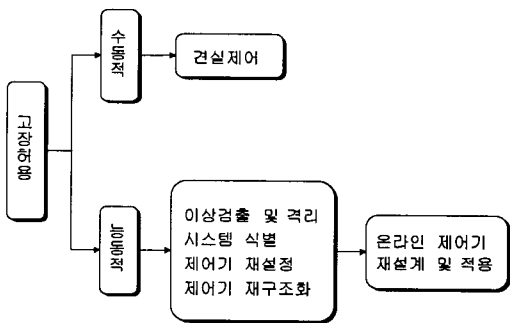 고장허용
수동적
견실제어
능동적
이상검출 및 격리
시스템 식별
제어기 재설정
제어기 재구조화
온라인 제어기
재설계 및 적용